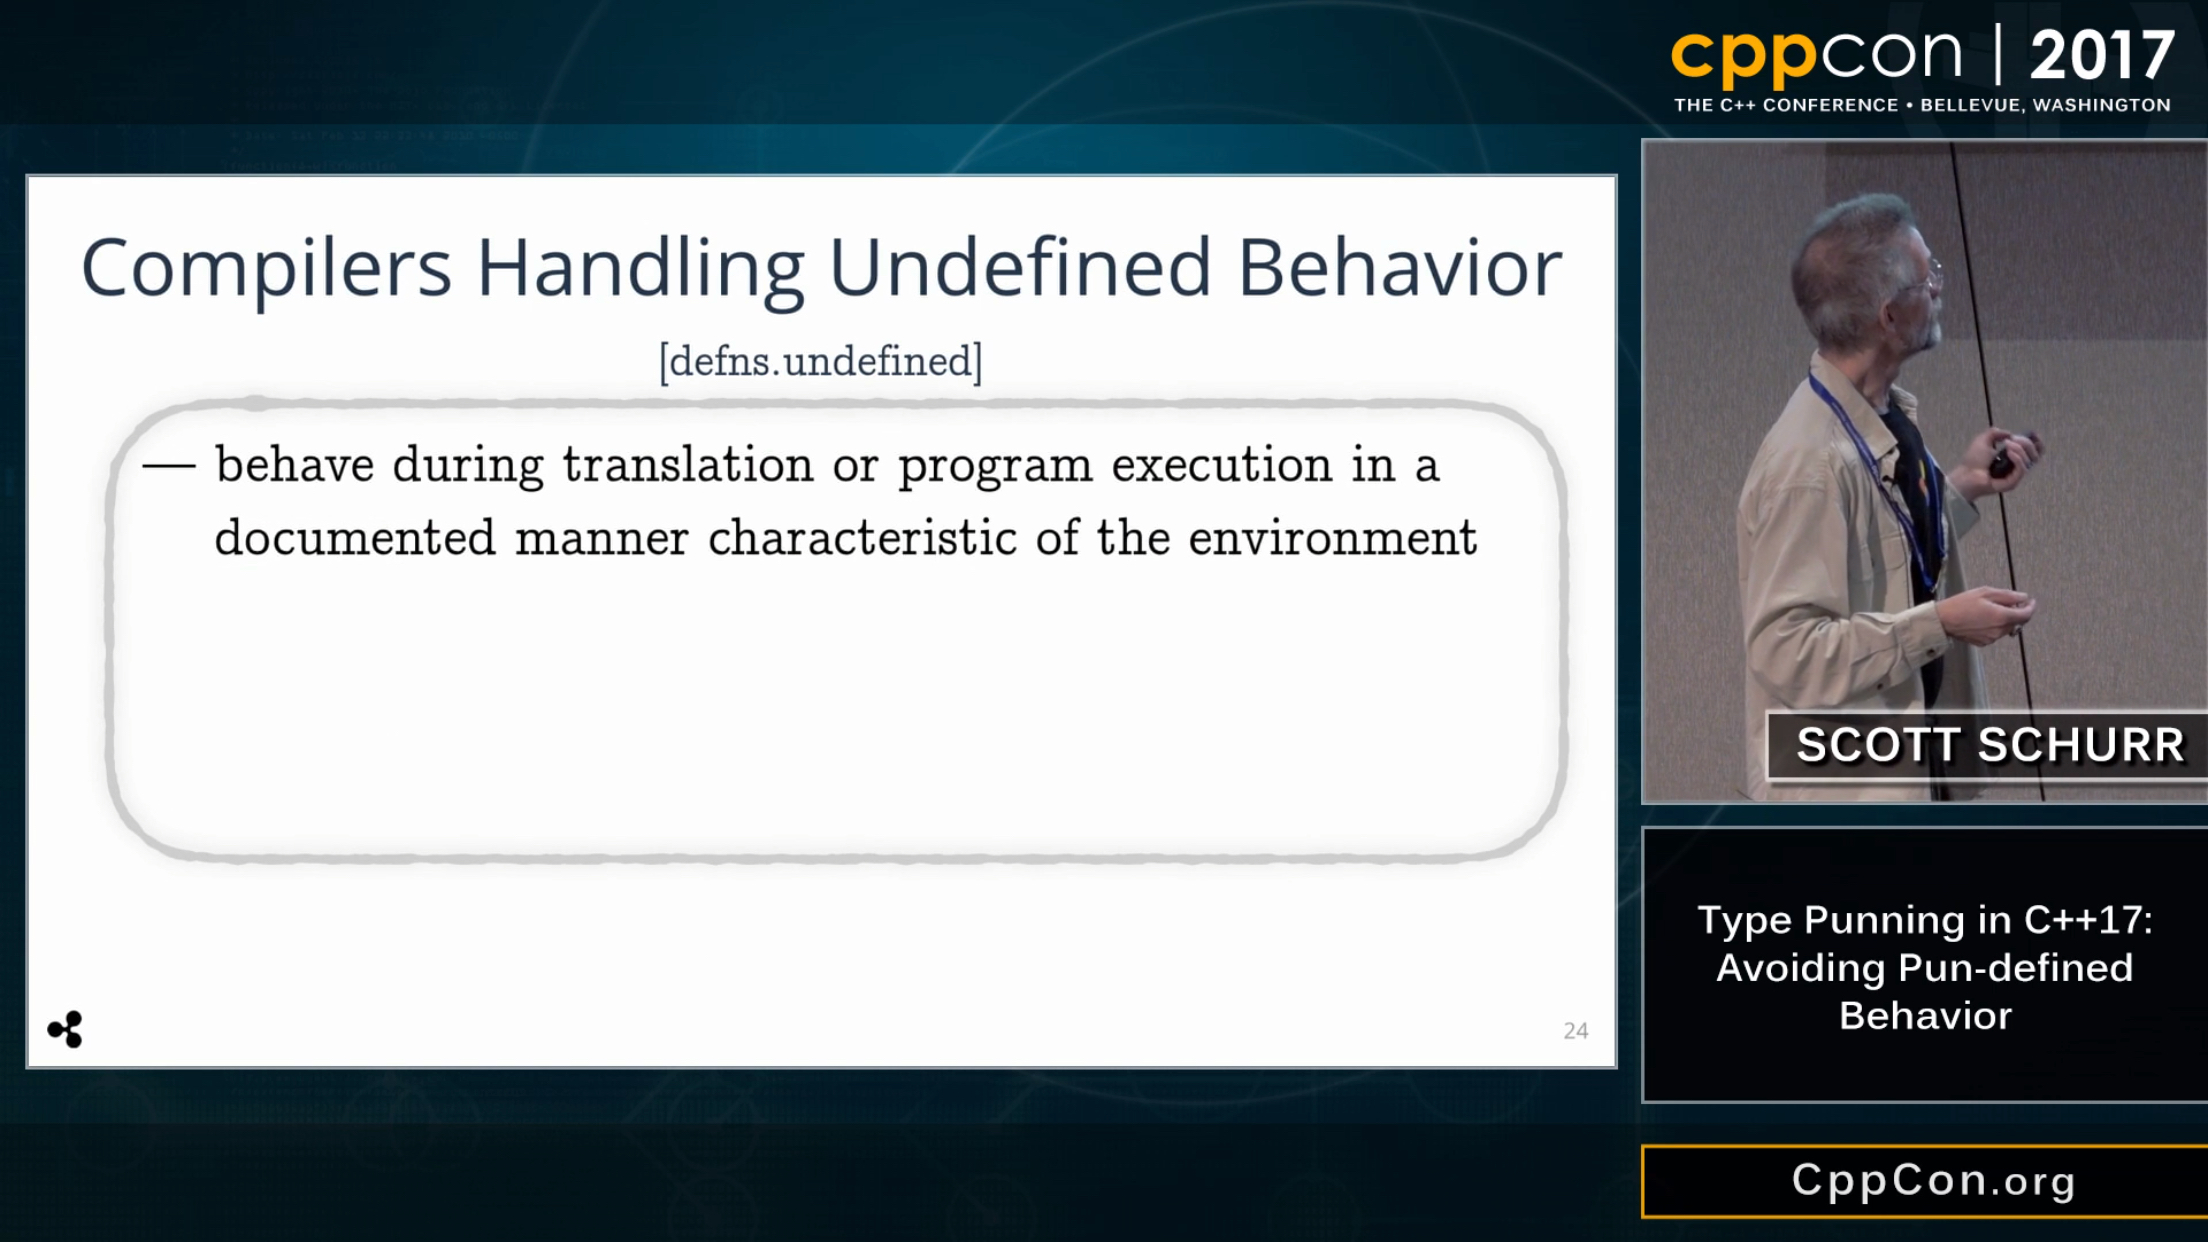 cppcon | 2017
THE C++ CONFERENCE • BELLEVUE, WASHINGTON
Compilers Handling Undefined Behavior
[defns.undefined]
— behave during translation or program execution in a
documented manner characteristic of the environment
24
SCOTT SCHURR
Type Punning in C++17:
Avoiding Pun-defined
Behavior
CppCon.org